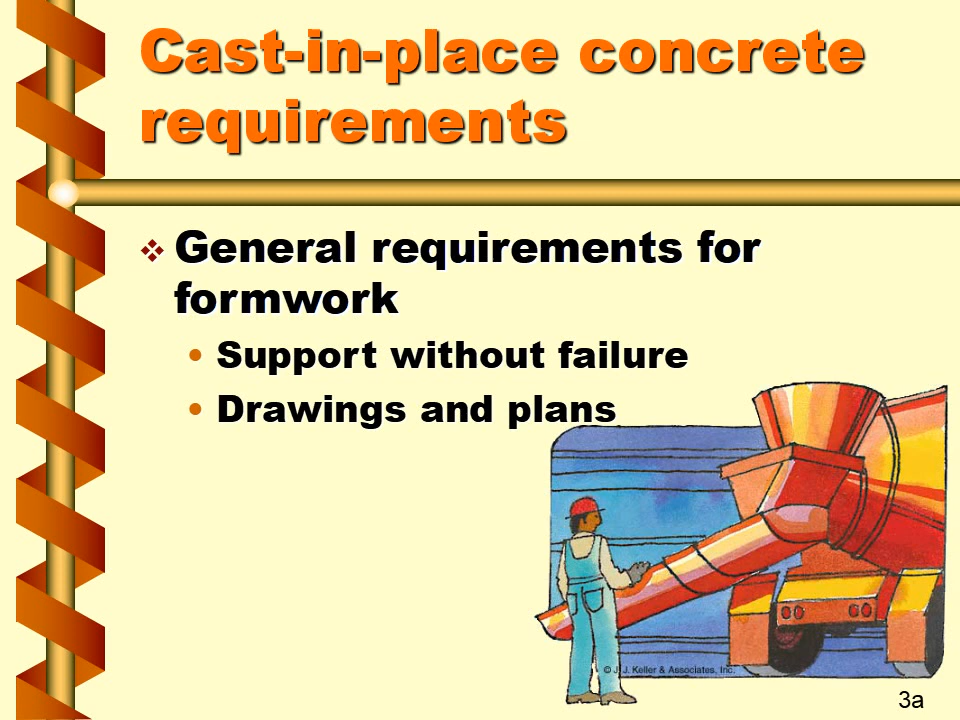 Cast-in-place concrete
requirements
❖ General requirements for
formwork
• Support without failure
• Drawings and plans
© J. J. Keller & Associates, Inc.
3a